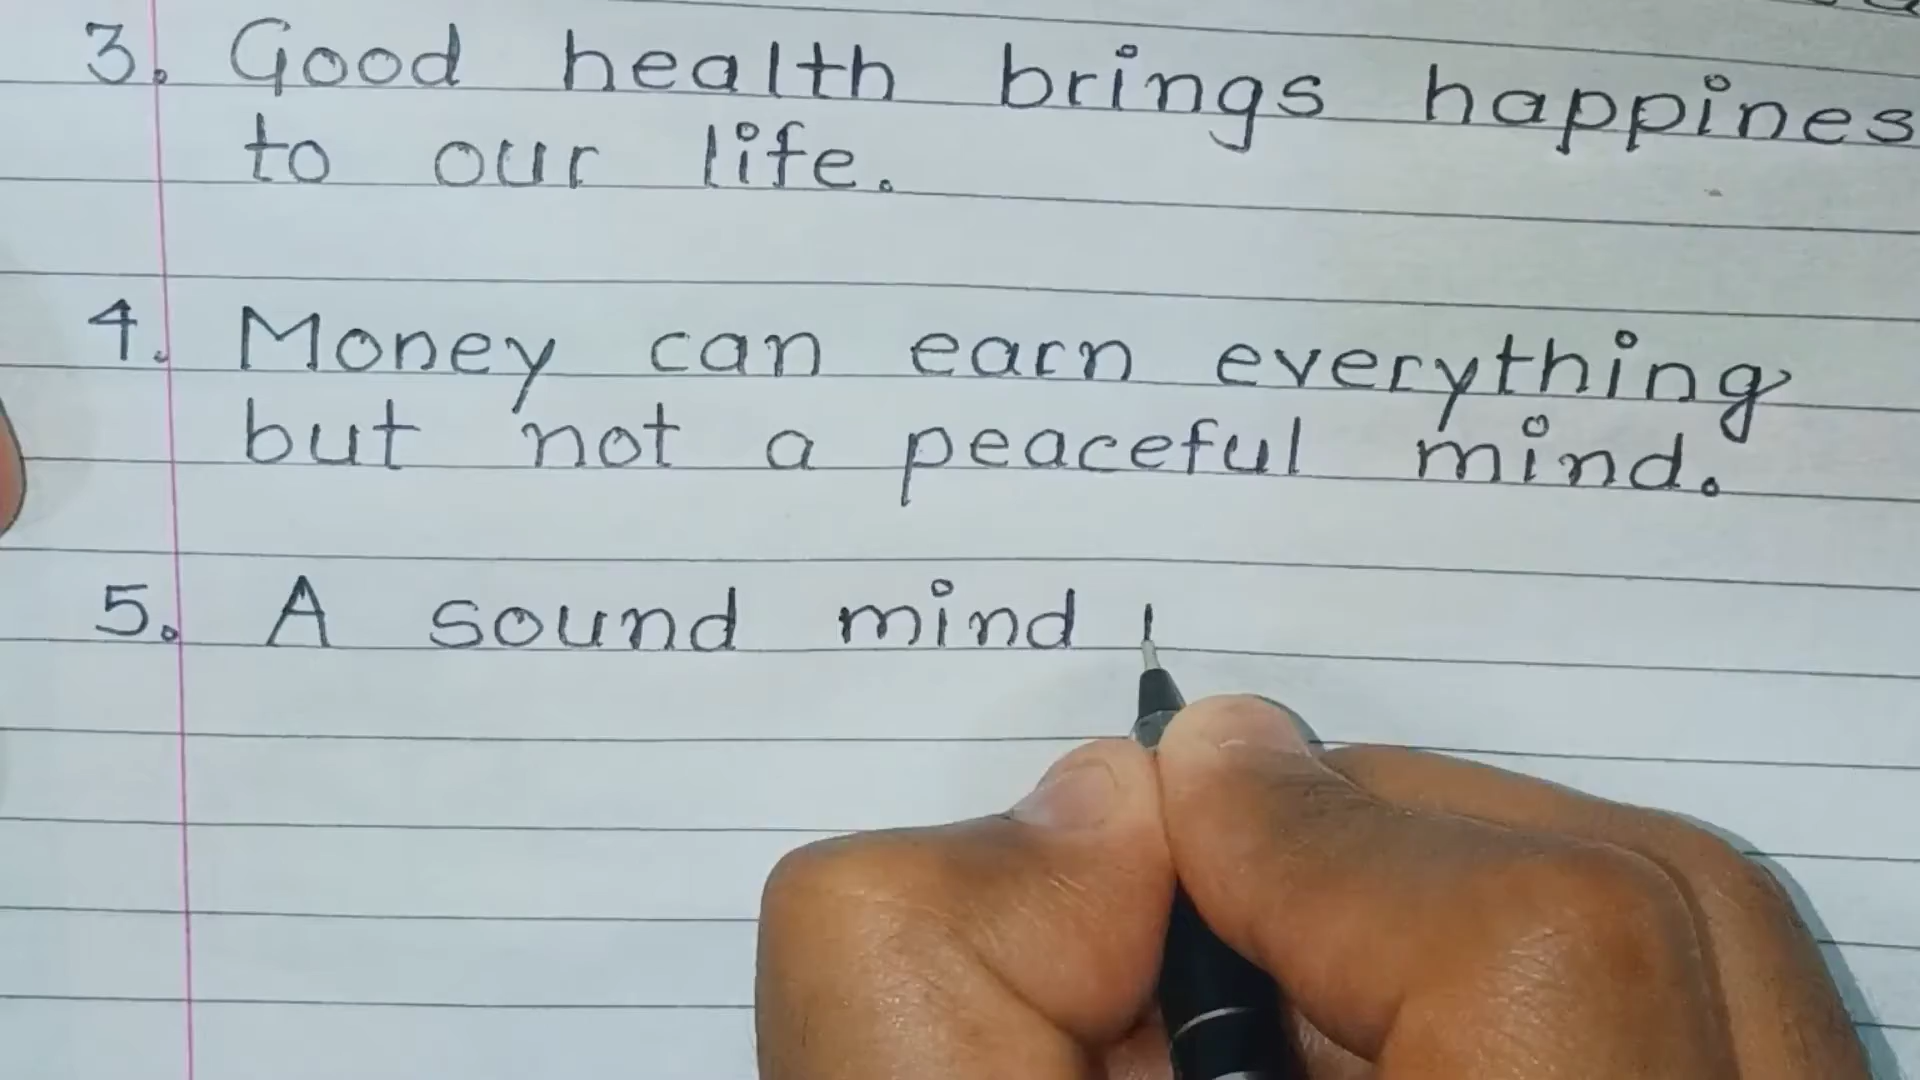 3. Good health brings happines
to our life.
4. Money can earn everything
but not a peaceful mind.
5. A sound mind